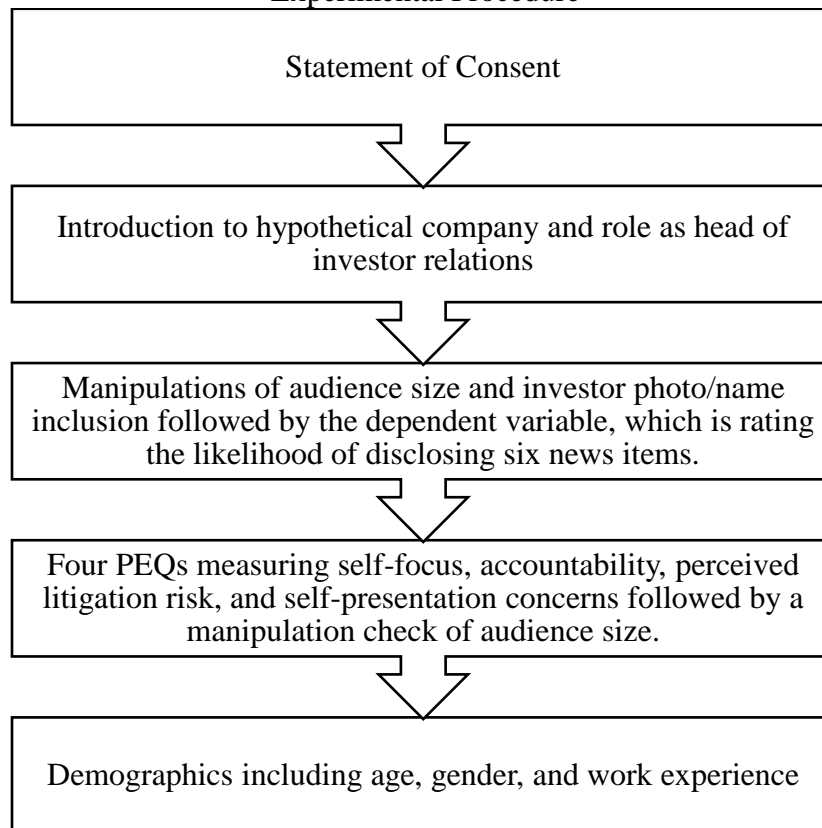 Experimental Procedure
Statement of Consent
Introduction to hypothetical company and role as head of
investor relations
Manipulations of audience size and investor photo/name
inclusion followed by the dependent variable, which is rating
the likelihood of disclosing six news items.
Four PEQs measuring self-focus, accountability, perceived
litigation risk, and self-presentation concerns followed by a
manipulation check of audience size.
Demographics including age, gender, and work experience